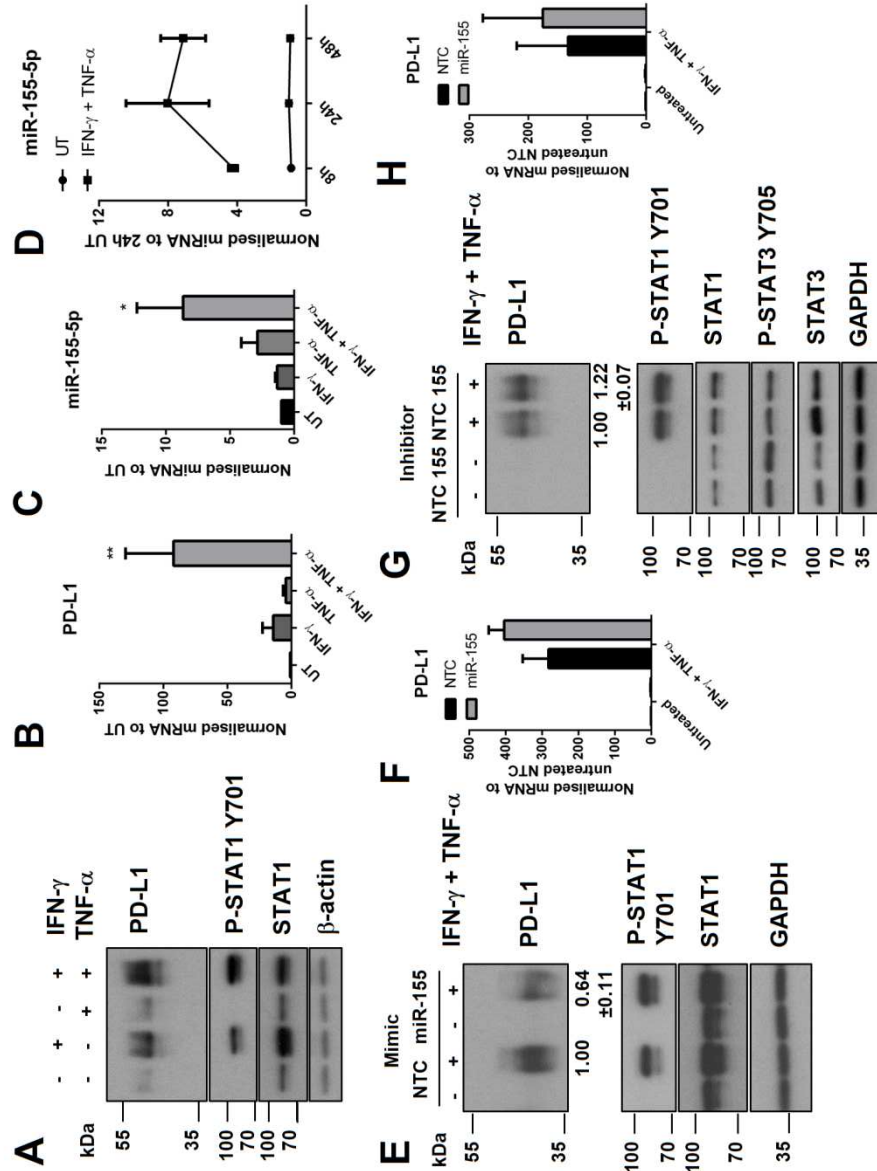 A
IFN-γ - + - +
TNF-α - - + +
kDa
55
35
PD-L1
100
70
P-STAT1 Y701
100
70
STAT1
β-actin
B
PD-L1
Normalised mRNA to UT
150
100
50
0
**
UT
IFN-γ
TNF-α
IFN-γ + TNF-α
C
miR-155-5p
Normalised miRNA to UT
15
10
5
0
*
UT
IFN-γ
TNF-α
IFN-γ + TNF-α
D
miR-155-5p
UT
IFN-γ + TNF-α
Normalised miRNA to 24h UT
12
8
4
0
8h
24h
48h
E
Mimic
NTC miR-155
kDa
- + - + IFN-γ + TNF-α
55
35
PD-L1
1.00 0.64
±0.11
100
70
P-STAT1
Y701
100
70
STAT1
35
GAPDH
F
PD-L1
NTC
miR-155
Normalised mRNA to
untreated NTC
500
400
300
200
100
0
Untreated
IFN-γ + TNF-α
G
Inhibitor
NTC 155 NTC 155
kDa
- - + + IFN-γ + TNF-α
55
35
PD-L1
1.00 1.22
±0.07
100
70
P-STAT1 Y701
100
70
STAT1
100
70
P-STAT3 Y705
100
70
STAT3
35
GAPDH
H
PD-L1
NTC
miR-155
Normalised mRNA to
untreated NTC
300
200
100
0
Untreated
IFN-γ + TNF-α